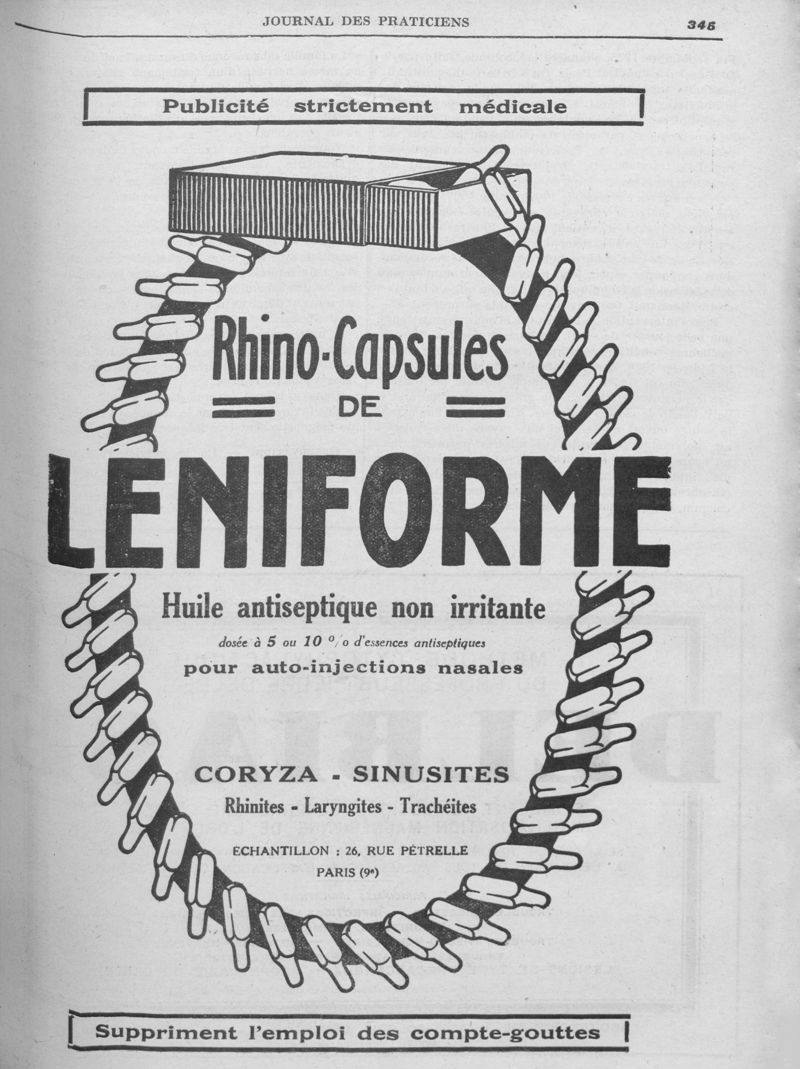 JOURNAL DES PRATICIENS 345
Publicité strictement médicale
Rhino-Capsules
DE
LENIFORME
Huile antiseptique non irritante
dosée à 5 ou 10 % d'essences antiseptiques
pour auto-injections nasales
CORYZA - SINUSITES
Rhinites - Laryngites - Trachéites
ECHANTILLON : 26, RUE PÉTRELLE
PARIS (9e)
Suppriment l'emploi des compte-gouttes